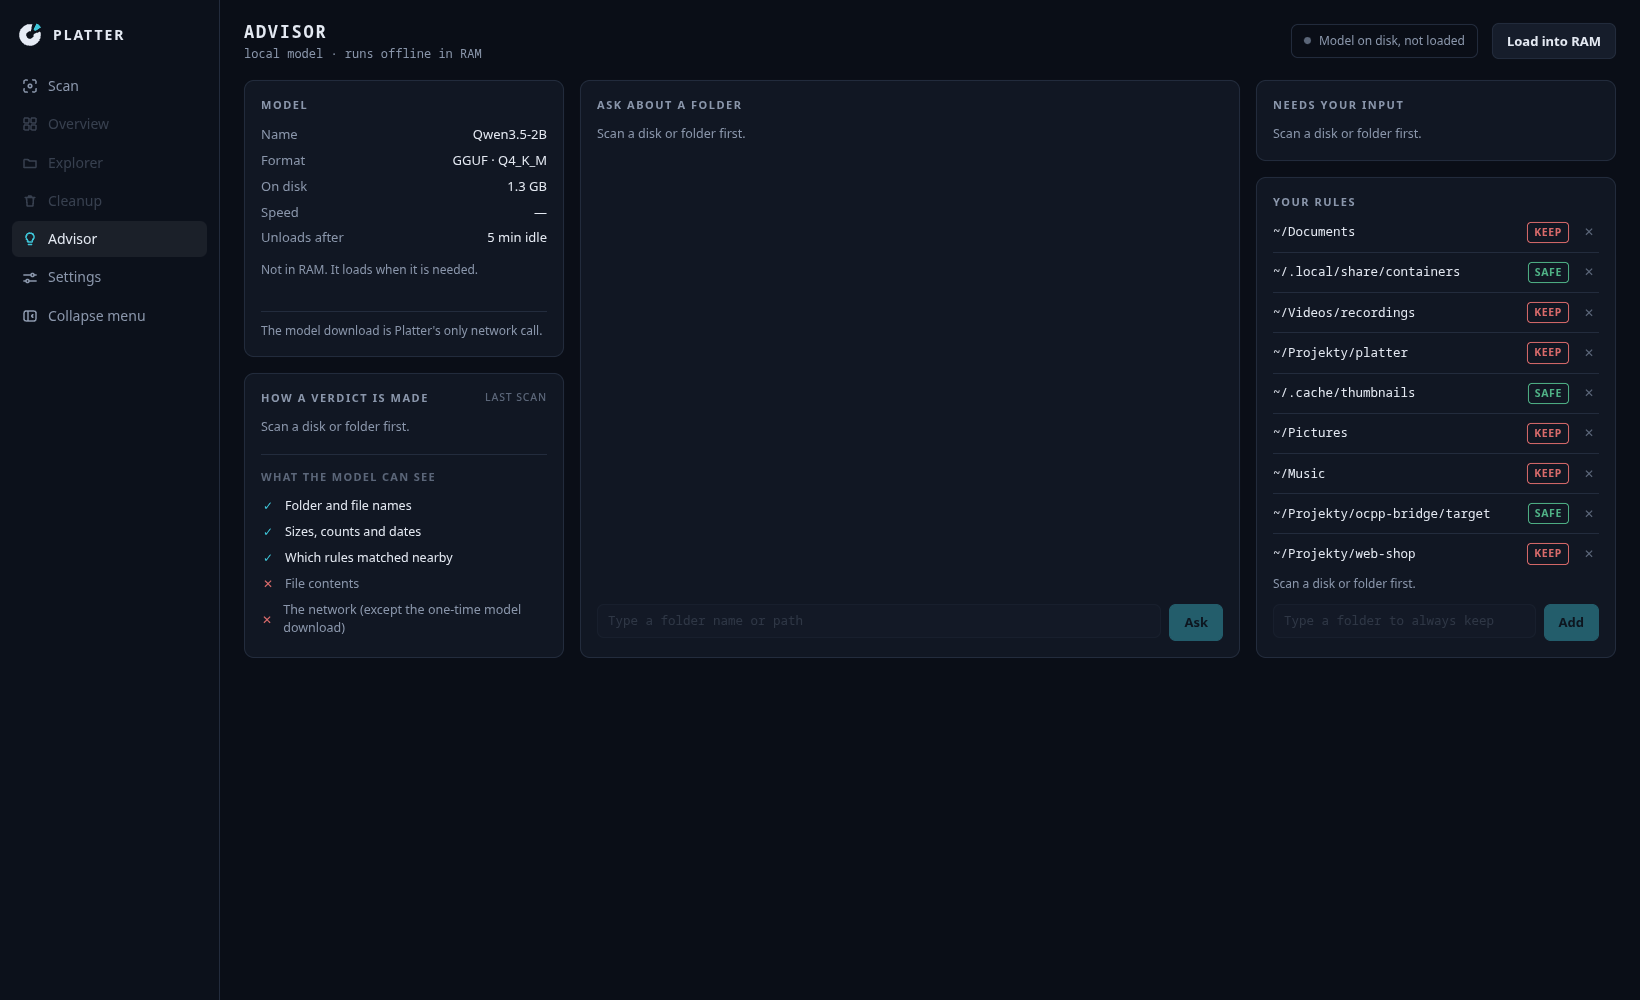 PLATTER
Scan
Overview
Explorer
Cleanup
Advisor
Settings
Collapse menu
ADVISOR
local model · runs offline in RAM
Model on disk, not loaded
Load into RAM
MODEL
Name Qwen3.5-2B
Format GGUF · Q4_K_M
On disk 1.3 GB
Speed —
Unloads after 5 min idle
Not in RAM. It loads when it is needed.
The model download is Platter's only network call.
HOW A VERDICT IS MADE LAST SCAN
Scan a disk or folder first.
WHAT THE MODEL CAN SEE
✓ Folder and file names
✓ Sizes, counts and dates
✓ Which rules matched nearby
✕ File contents
✕ The network (except the one-time model
download)
ASK ABOUT A FOLDER
Scan a disk or folder first.
Type a folder name or path
Ask
NEEDS YOUR INPUT
Scan a disk or folder first.
YOUR RULES
~/Documents KEEP ×
~/.local/share/containers SAFE ×
~/Videos/recordings KEEP ×
~/Projekty/platter KEEP ×
~/.cache/thumbnails SAFE ×
~/Pictures KEEP ×
~/Music KEEP ×
~/Projekty/ocpp-bridge/target SAFE ×
~/Projekty/web-shop KEEP ×
Scan a disk or folder first.
Type a folder to always keep
Add